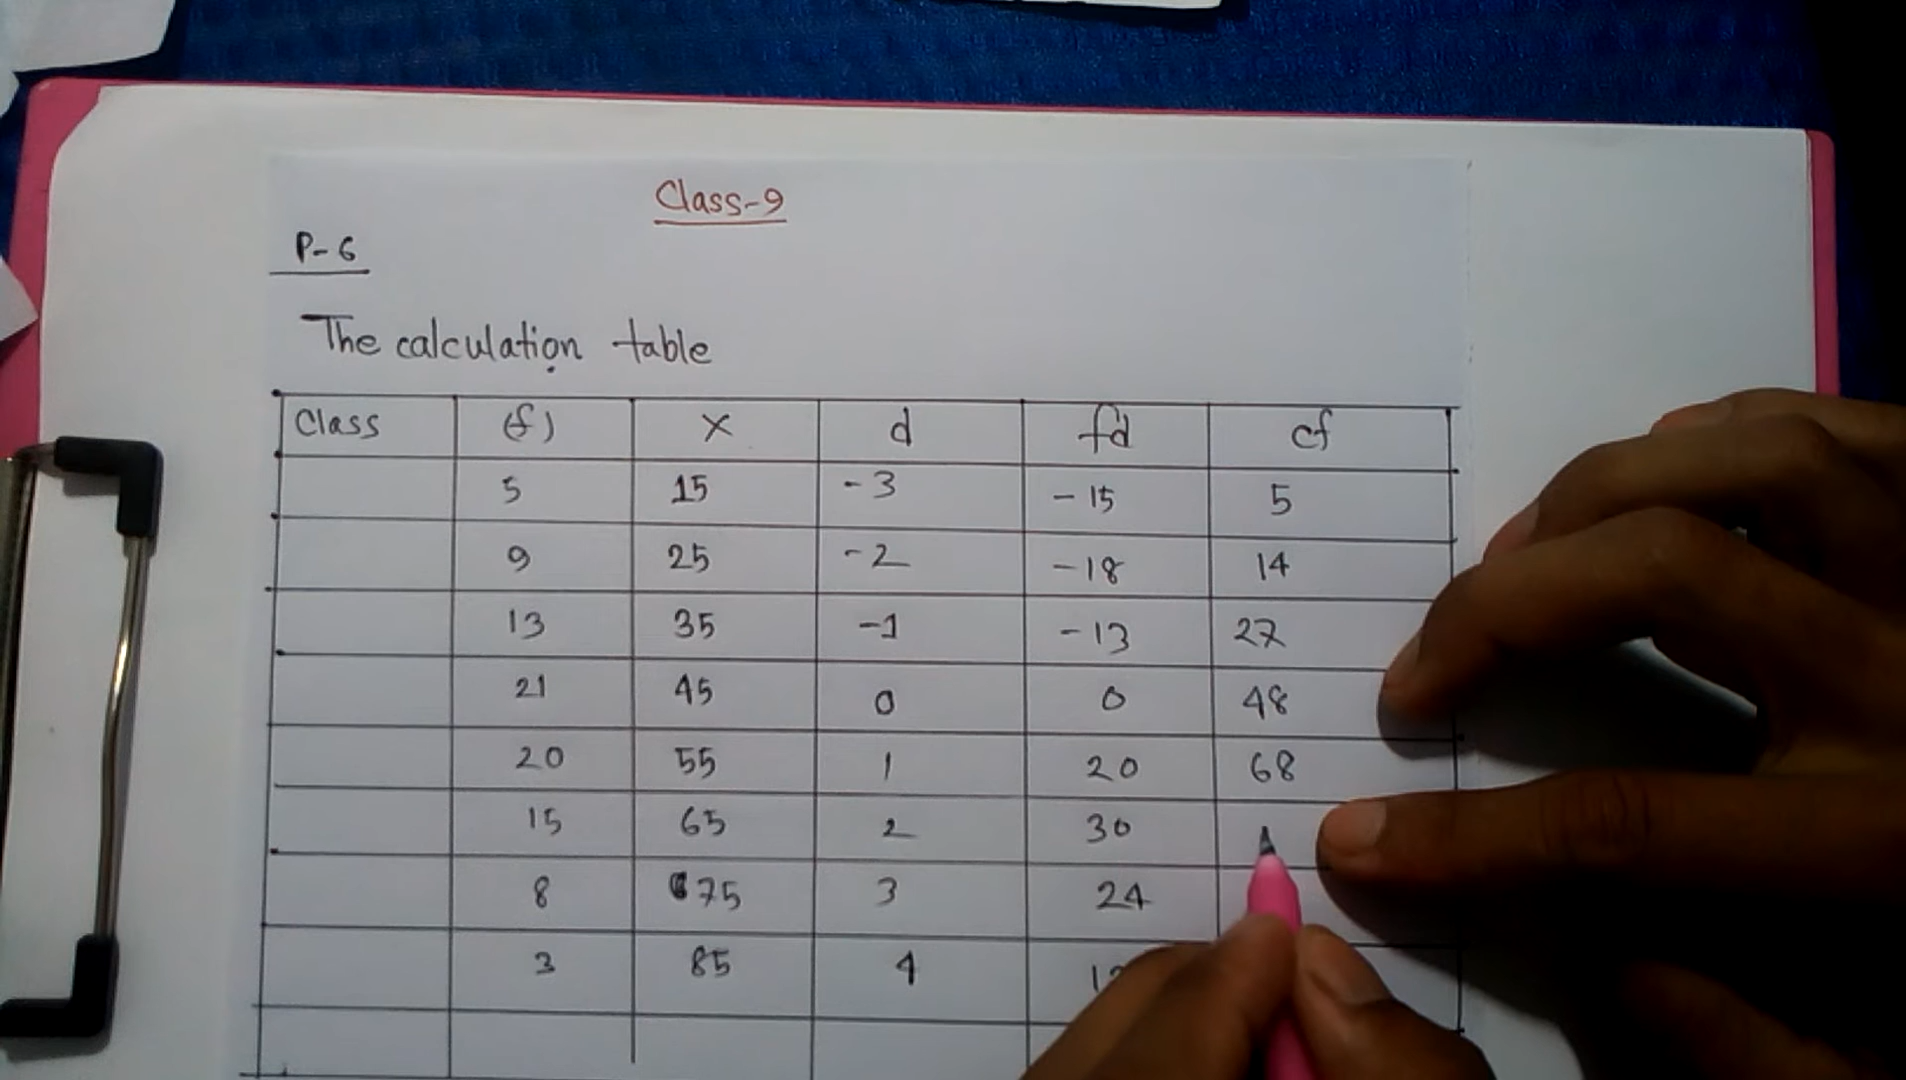 Class-9
P-6
The calculation table
Class (f) x d fd cf
5 15 -3 -15 5
9 25 -2 -18 14
13 35 -1 -13 27
21 45 0 0 48
20 55 1 20 68
15 65 2 30
8 75 3 24
3 85 4